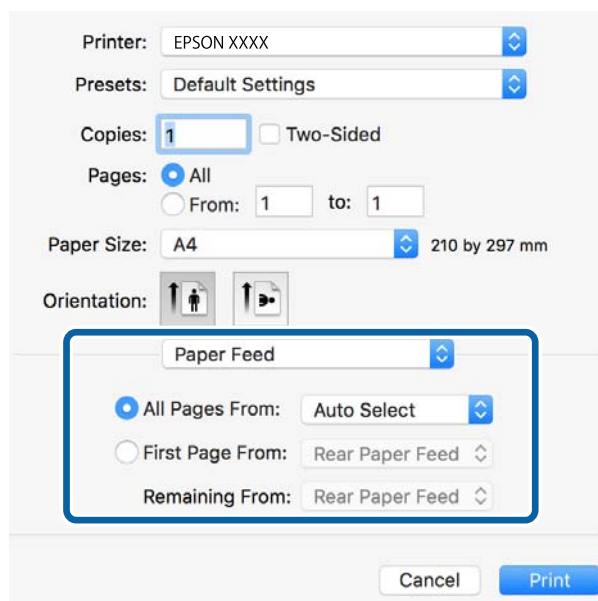 Printer: EPSON XXXX
Presets: Default Settings
Copies: 1 Two-Sided
Pages: All
From: 1 to: 1
Paper Size: A4 210 by 297 mm
Orientation:
Paper Feed
All Pages From: Auto Select
First Page From: Rear Paper Feed
Remaining From: Rear Paper Feed
Cancel Print